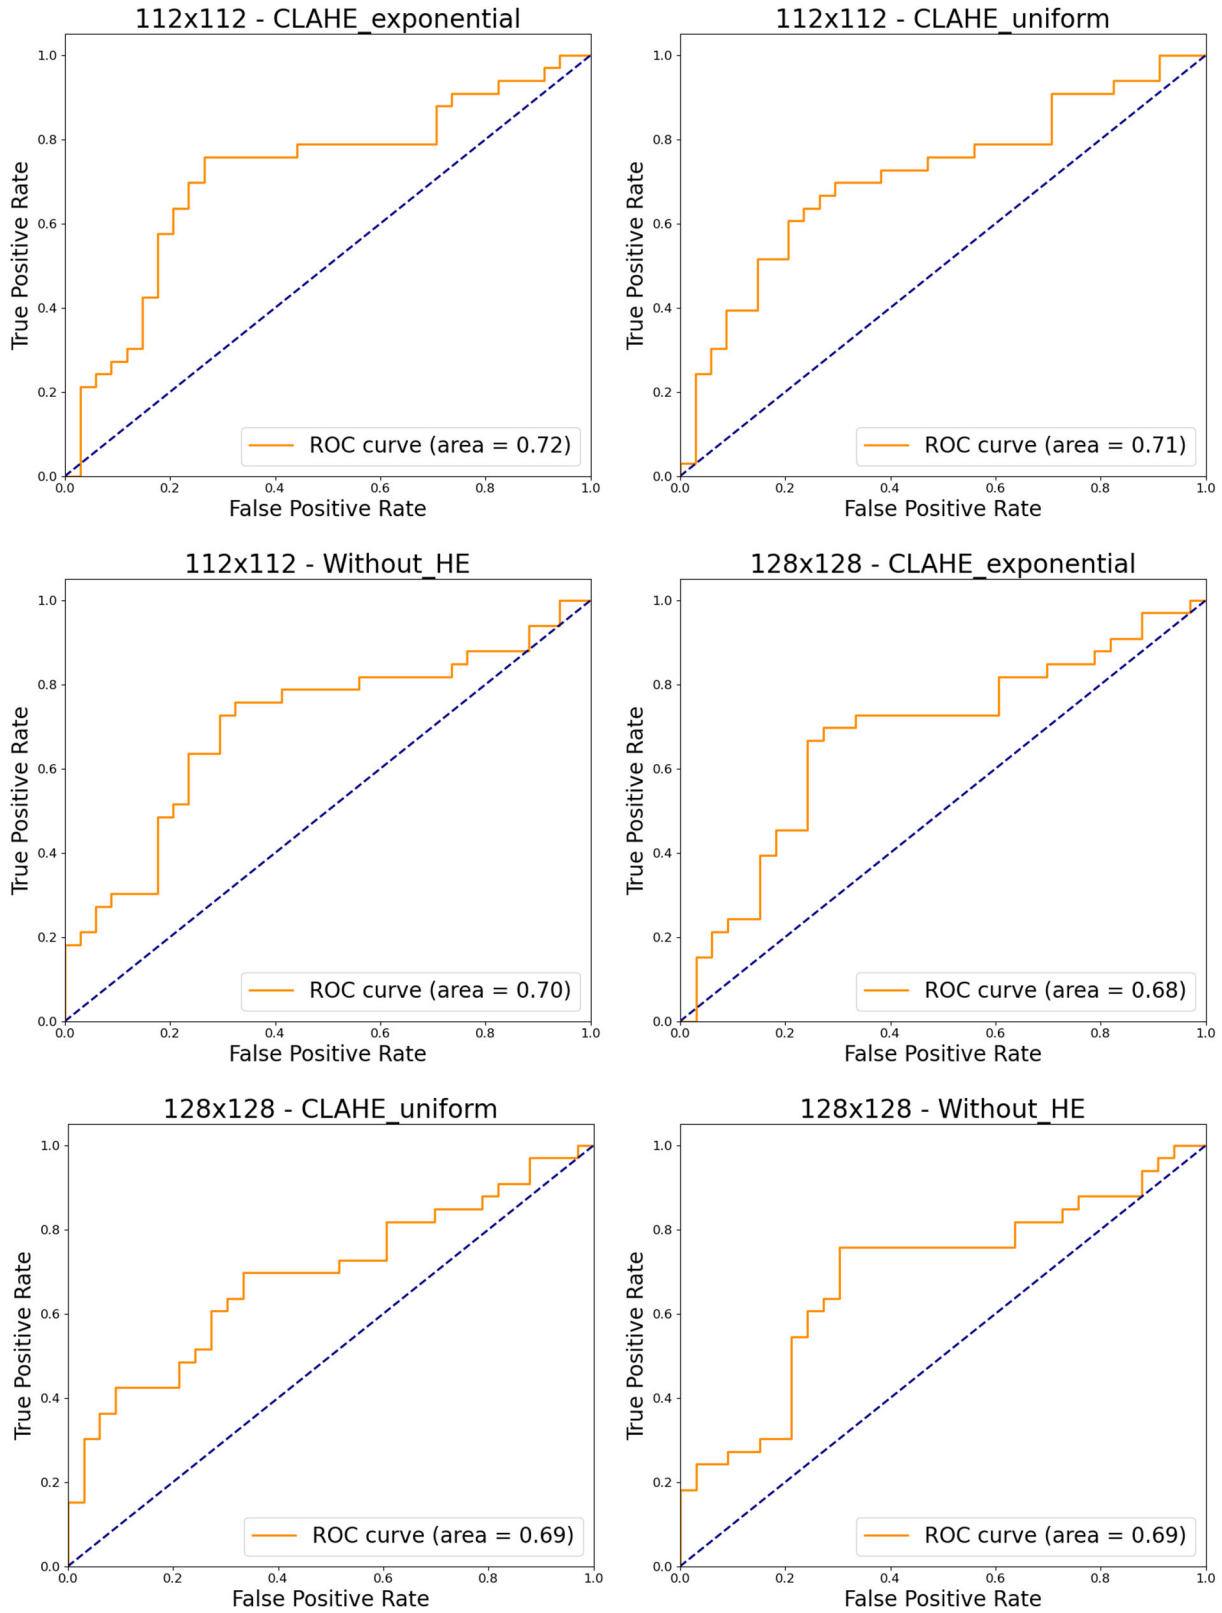 112x112 - CLAHE_exponential
1.0
0.8
0.6
0.4
0.2
0.0
0.0 0.2 0.4 0.6 0.8 1.0
True Positive Rate
False Positive Rate
ROC curve (area = 0.72)
112x112 - CLAHE_uniform
1.0
0.8
0.6
0.4
0.2
0.0
0.0 0.2 0.4 0.6 0.8 1.0
True Positive Rate
False Positive Rate
ROC curve (area = 0.71)
112x112 - Without_HE
1.0
0.8
0.6
0.4
0.2
0.0
0.0 0.2 0.4 0.6 0.8 1.0
True Positive Rate
False Positive Rate
ROC curve (area = 0.70)
128x128 - CLAHE_exponential
1.0
0.8
0.6
0.4
0.2
0.0
0.0 0.2 0.4 0.6 0.8 1.0
True Positive Rate
False Positive Rate
ROC curve (area = 0.68)
128x128 - CLAHE_uniform
1.0
0.8
0.6
0.4
0.2
0.0
0.0 0.2 0.4 0.6 0.8 1.0
True Positive Rate
False Positive Rate
ROC curve (area = 0.69)
128x128 - Without_HE
1.0
0.8
0.6
0.4
0.2
0.0
0.0 0.2 0.4 0.6 0.8 1.0
True Positive Rate
False Positive Rate
ROC curve (area = 0.69)